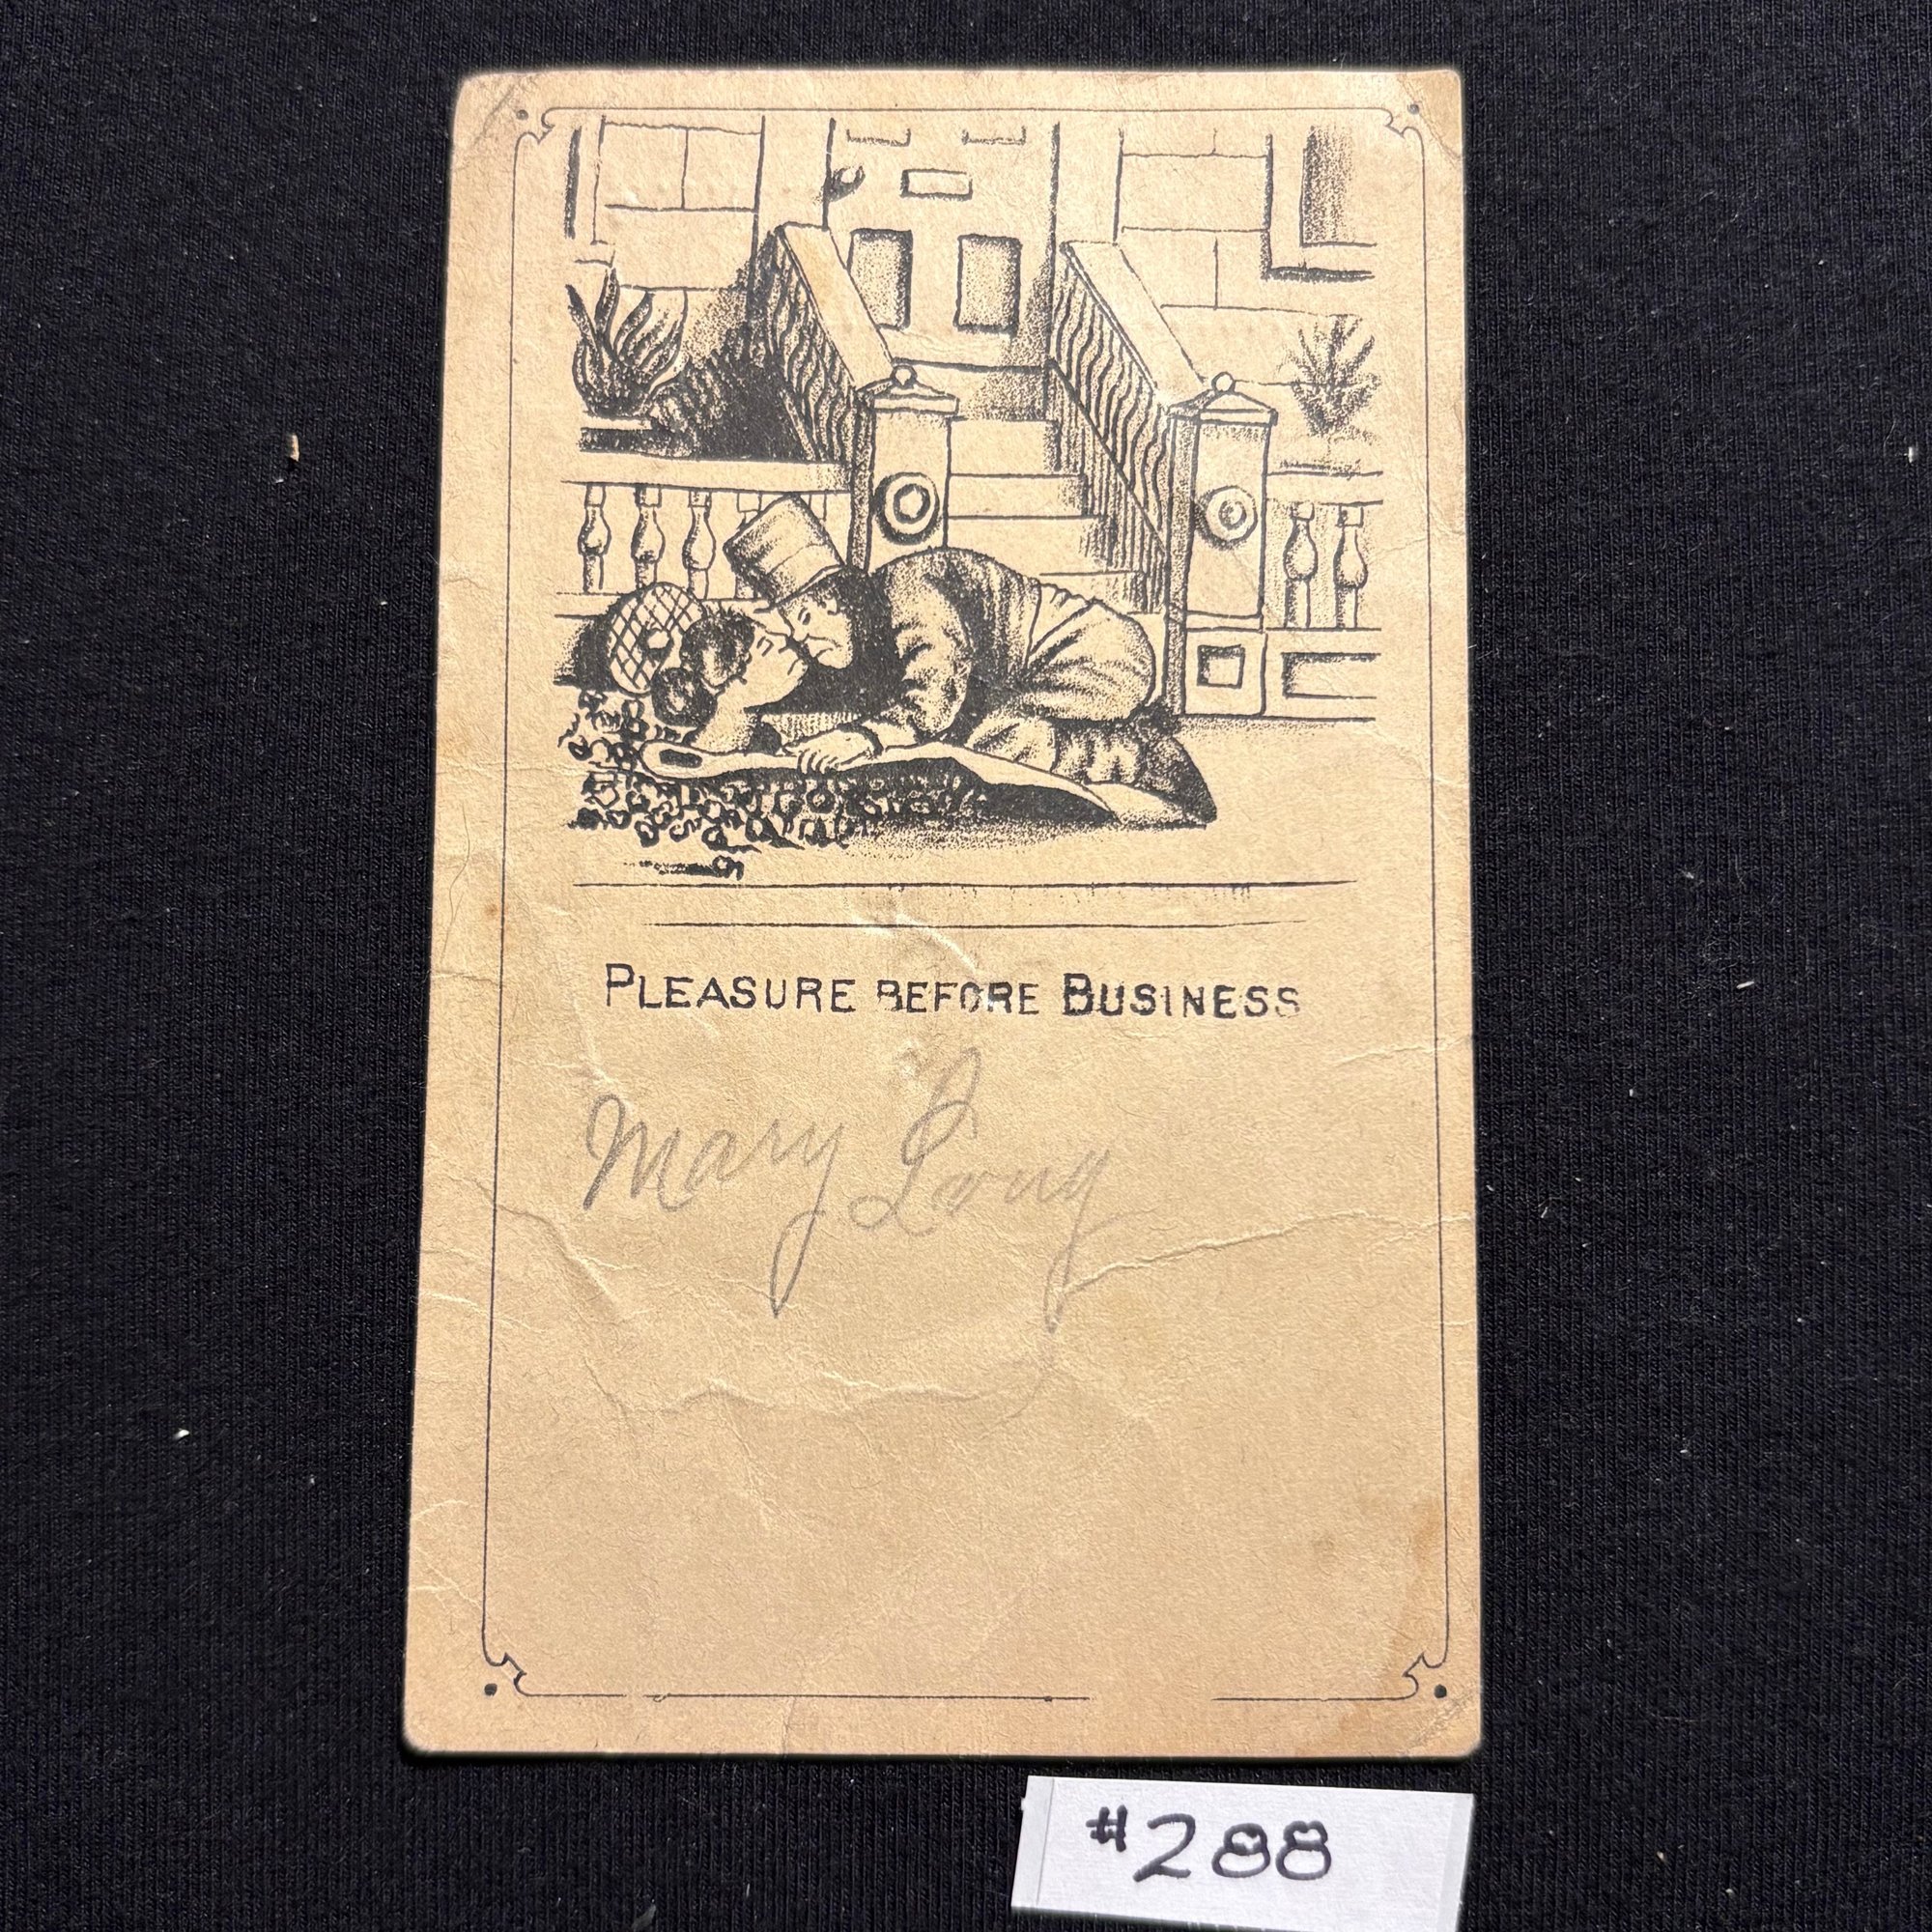 PLEASURE BEFORE BUSINESS
Mary Long
#288